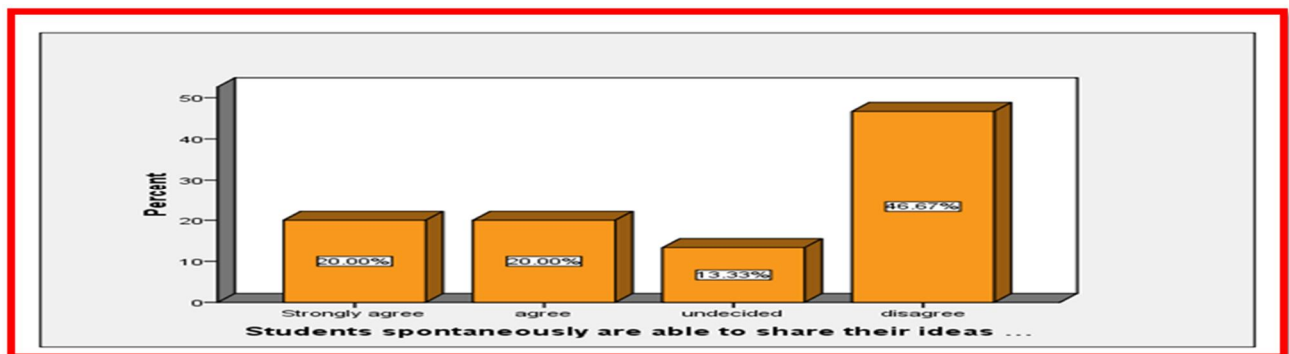 Percent
50
40
30
20
10
0
20.00%
20.00%
13.33%
46.67%
Strongly agree
agree
undecided
disagree
Students spontaneously are able to share their ideas ...